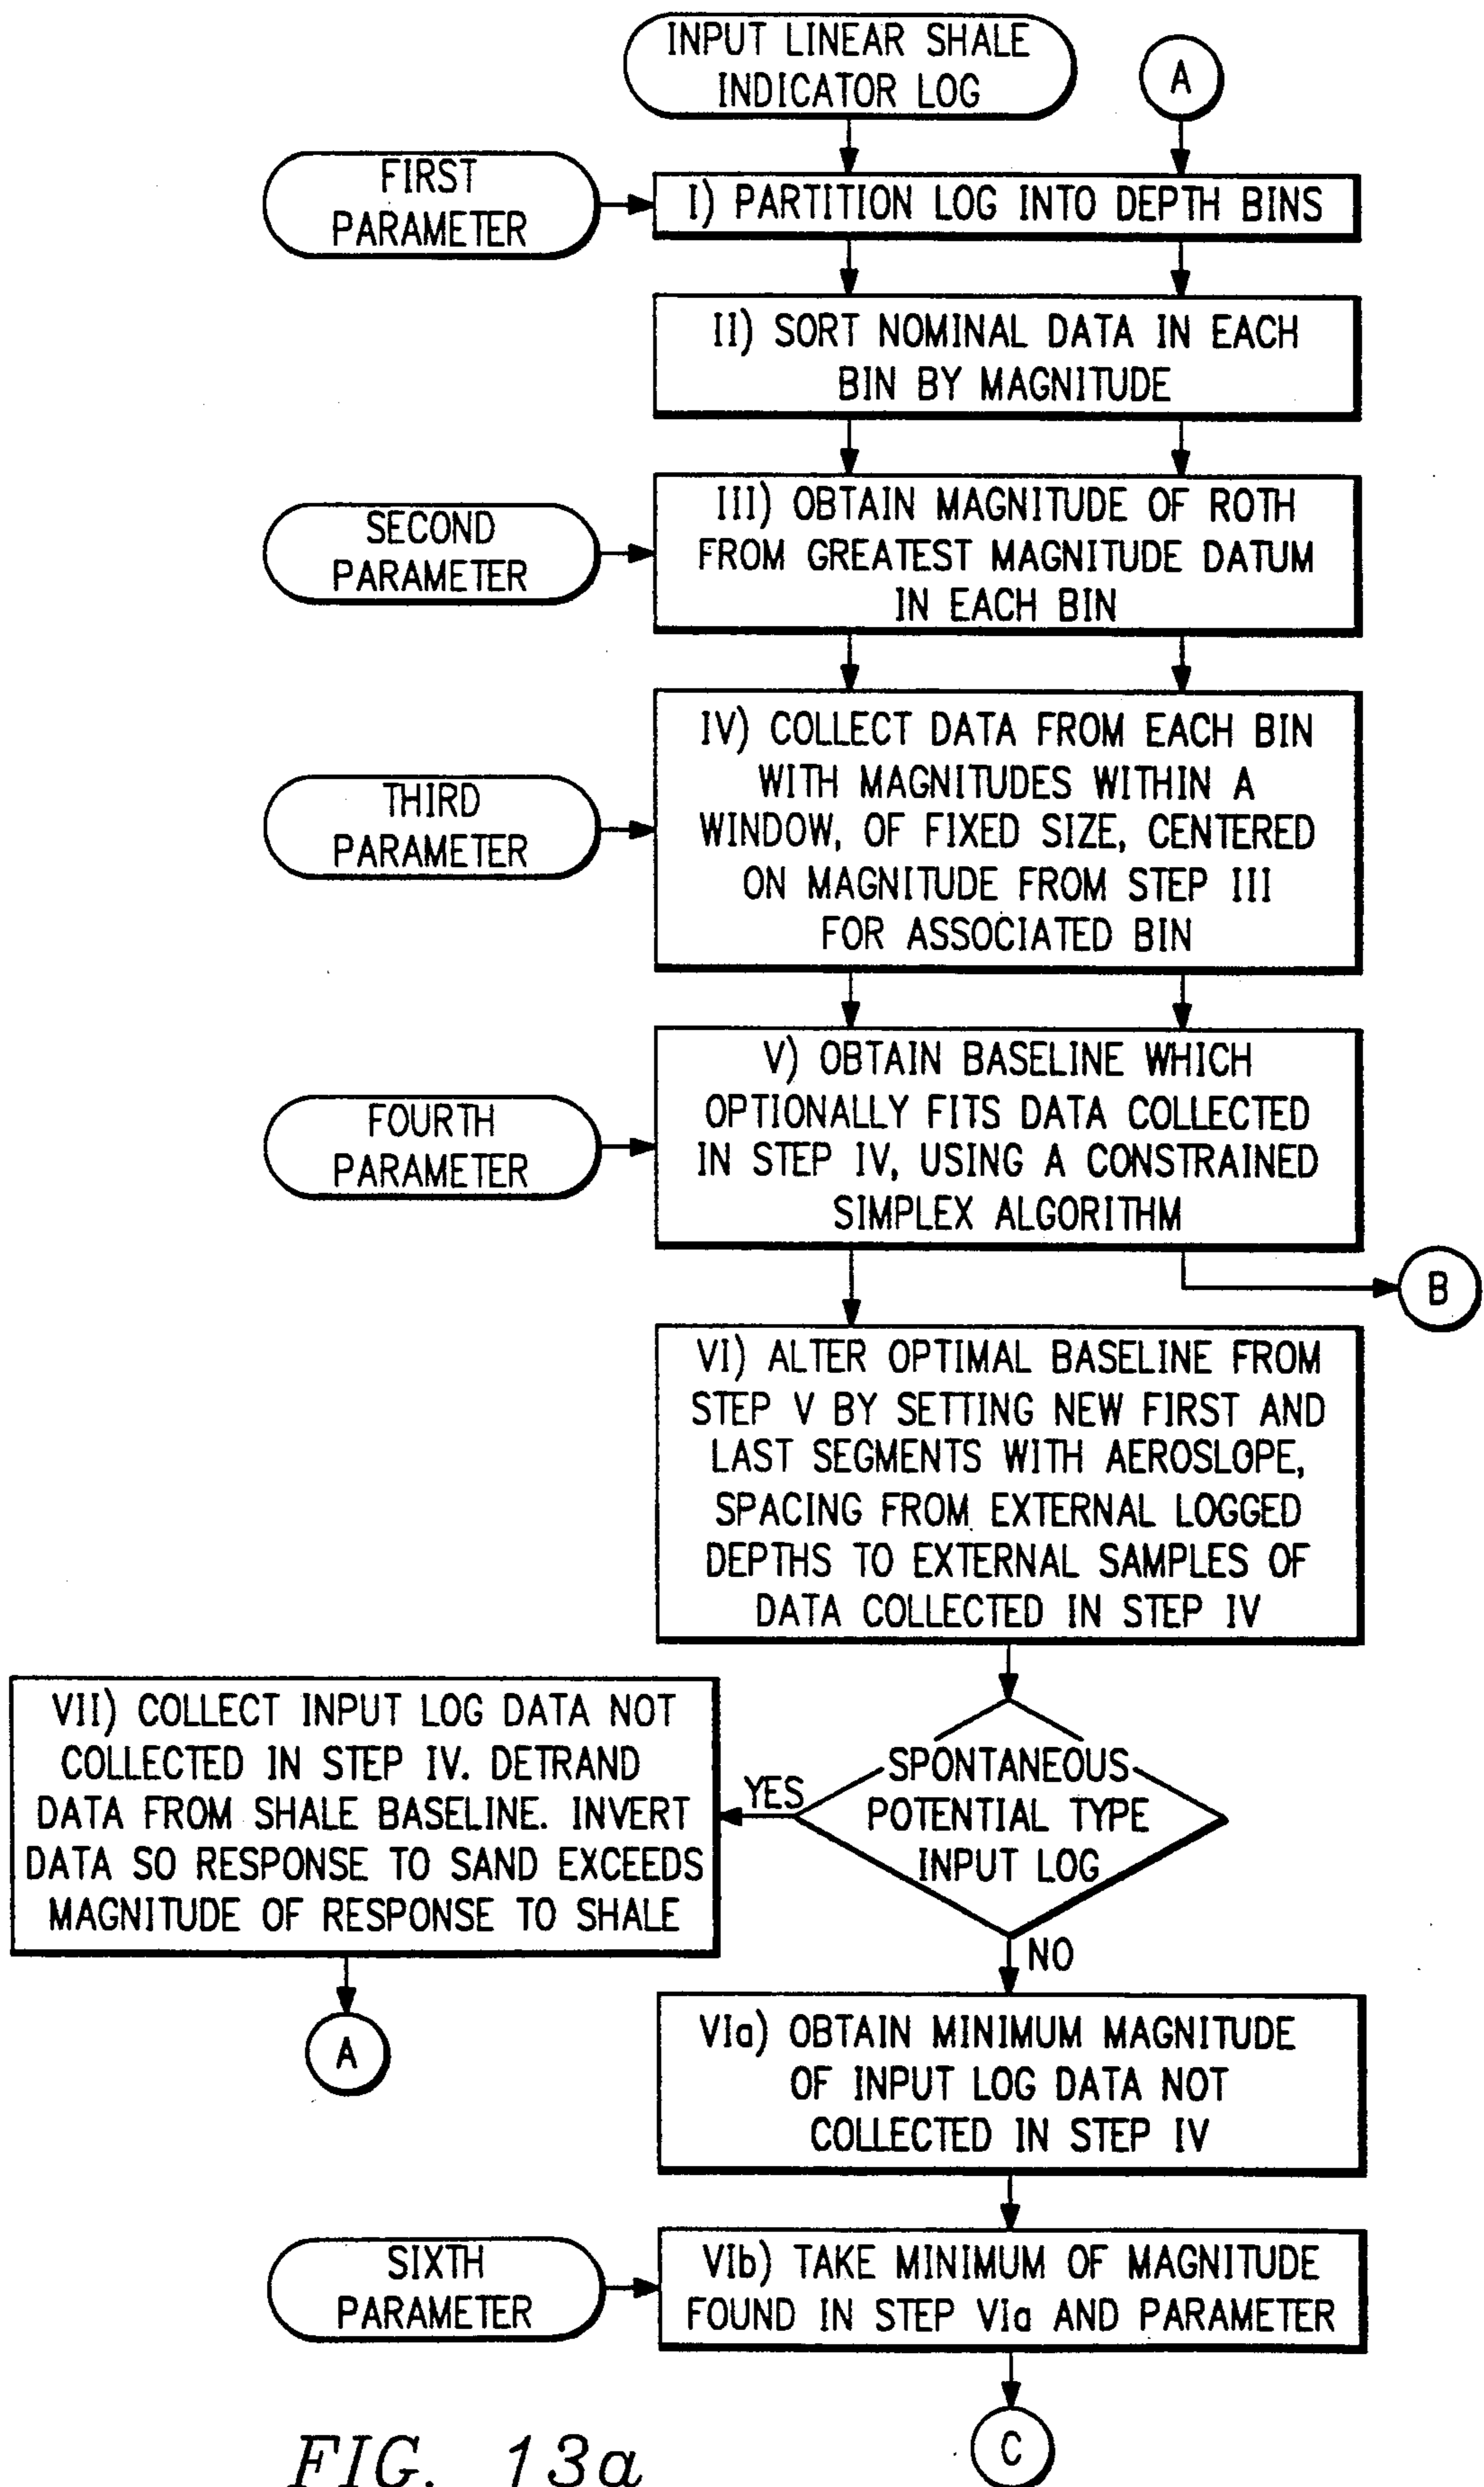 INPUT LINEAR SHALE
INDICATOR LOG
A
FIRST
PARAMETER
I) PARTITION LOG INTO DEPTH BINS
II) SORT NOMINAL DATA IN EACH
BIN BY MAGNITUDE
SECOND
PARAMETER
III) OBTAIN MAGNITUDE OF ROTH
FROM GREATEST MAGNITUDE DATUM
IN EACH BIN
THIRD
PARAMETER
IV) COLLECT DATA FROM EACH BIN
WITH MAGNITUDES WITHIN A
WINDOW, OF FIXED SIZE, CENTERED
ON MAGNITUDE FROM STEP III
FOR ASSOCIATED BIN
FOURTH
PARAMETER
V) OBTAIN BASELINE WHICH
OPTIONALLY FITS DATA COLLECTED
IN STEP IV, USING A CONSTRAINED
SIMPLEX ALGORITHM
B
VI) ALTER OPTIMAL BASELINE FROM
STEP V BY SETTING NEW FIRST AND
LAST SEGMENTS WITH AEROSLOPE,
SPACING FROM EXTERNAL LOGGED
DEPTHS TO EXTERNAL SAMPLES OF
DATA COLLECTED IN STEP IV
VII) COLLECT INPUT LOG DATA NOT
COLLECTED IN STEP IV. DETRAND
DATA FROM SHALE BASELINE. INVERT
DATA SO RESPONSE TO SAND EXCEEDS
MAGNITUDE OF RESPONSE TO SHALE
YES
SPONTANEOUS
POTENTIAL TYPE
INPUT LOG
NO
A
VIa) OBTAIN MINIMUM MAGNITUDE
OF INPUT LOG DATA NOT
COLLECTED IN STEP IV
SIXTH
PARAMETER
VIb) TAKE MINIMUM OF MAGNITUDE
FOUND IN STEP VIa AND PARAMETER
C
FIG. 13a